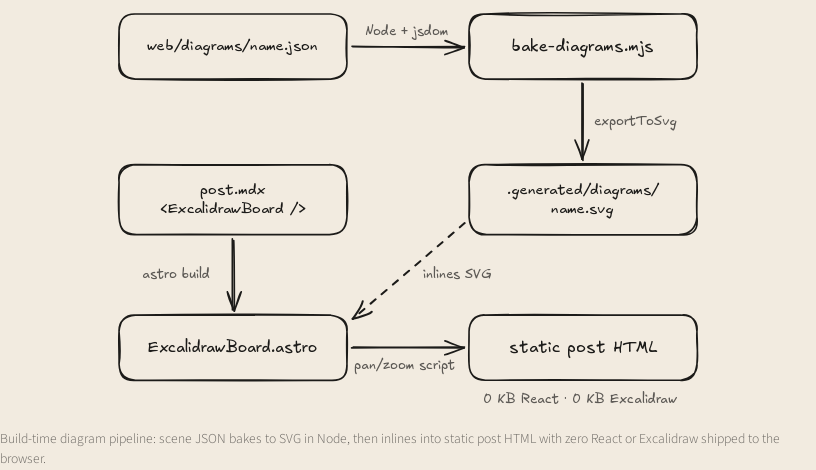 web/diagrams/name.json
Node + jsdom
bake-diagrams.mjs
exportToSvg
post.mdx
<ExcalidrawBoard />
.generated/diagrams/
name.svg
astro build
inlines SVG
ExcalidrawBoard.astro
pan/zoom script
static post HTML
0 KB React · 0 KB Excalidraw
Build-time diagram pipeline: scene JSON bakes to SVG in Node, then inlines into static post HTML with zero React or Excalidraw shipped to the
browser.